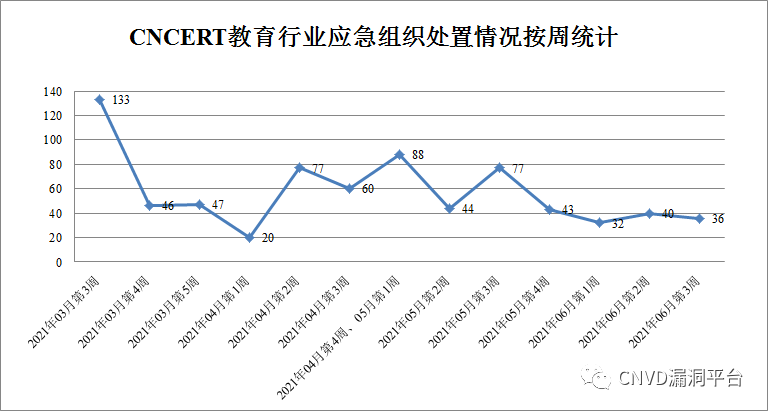 CNCERT教育行业应急组织处置情况按周统计
140
120
100
80
60
40
20
0
133
46
47
20
77
60
88
44
77
43
32
40
36
2021年03月第3周
2021年03月第4周
2021年03月第5周
2021年04月第1周
2021年04月第2周
2021年04月第3周
2021年04月第4周、05月第1周
2021年05月第2周
2021年05月第3周
2021年05月第4周
2021年06月第1周
2021年06月第2周
2021年06月第3周
CNVD漏洞平台